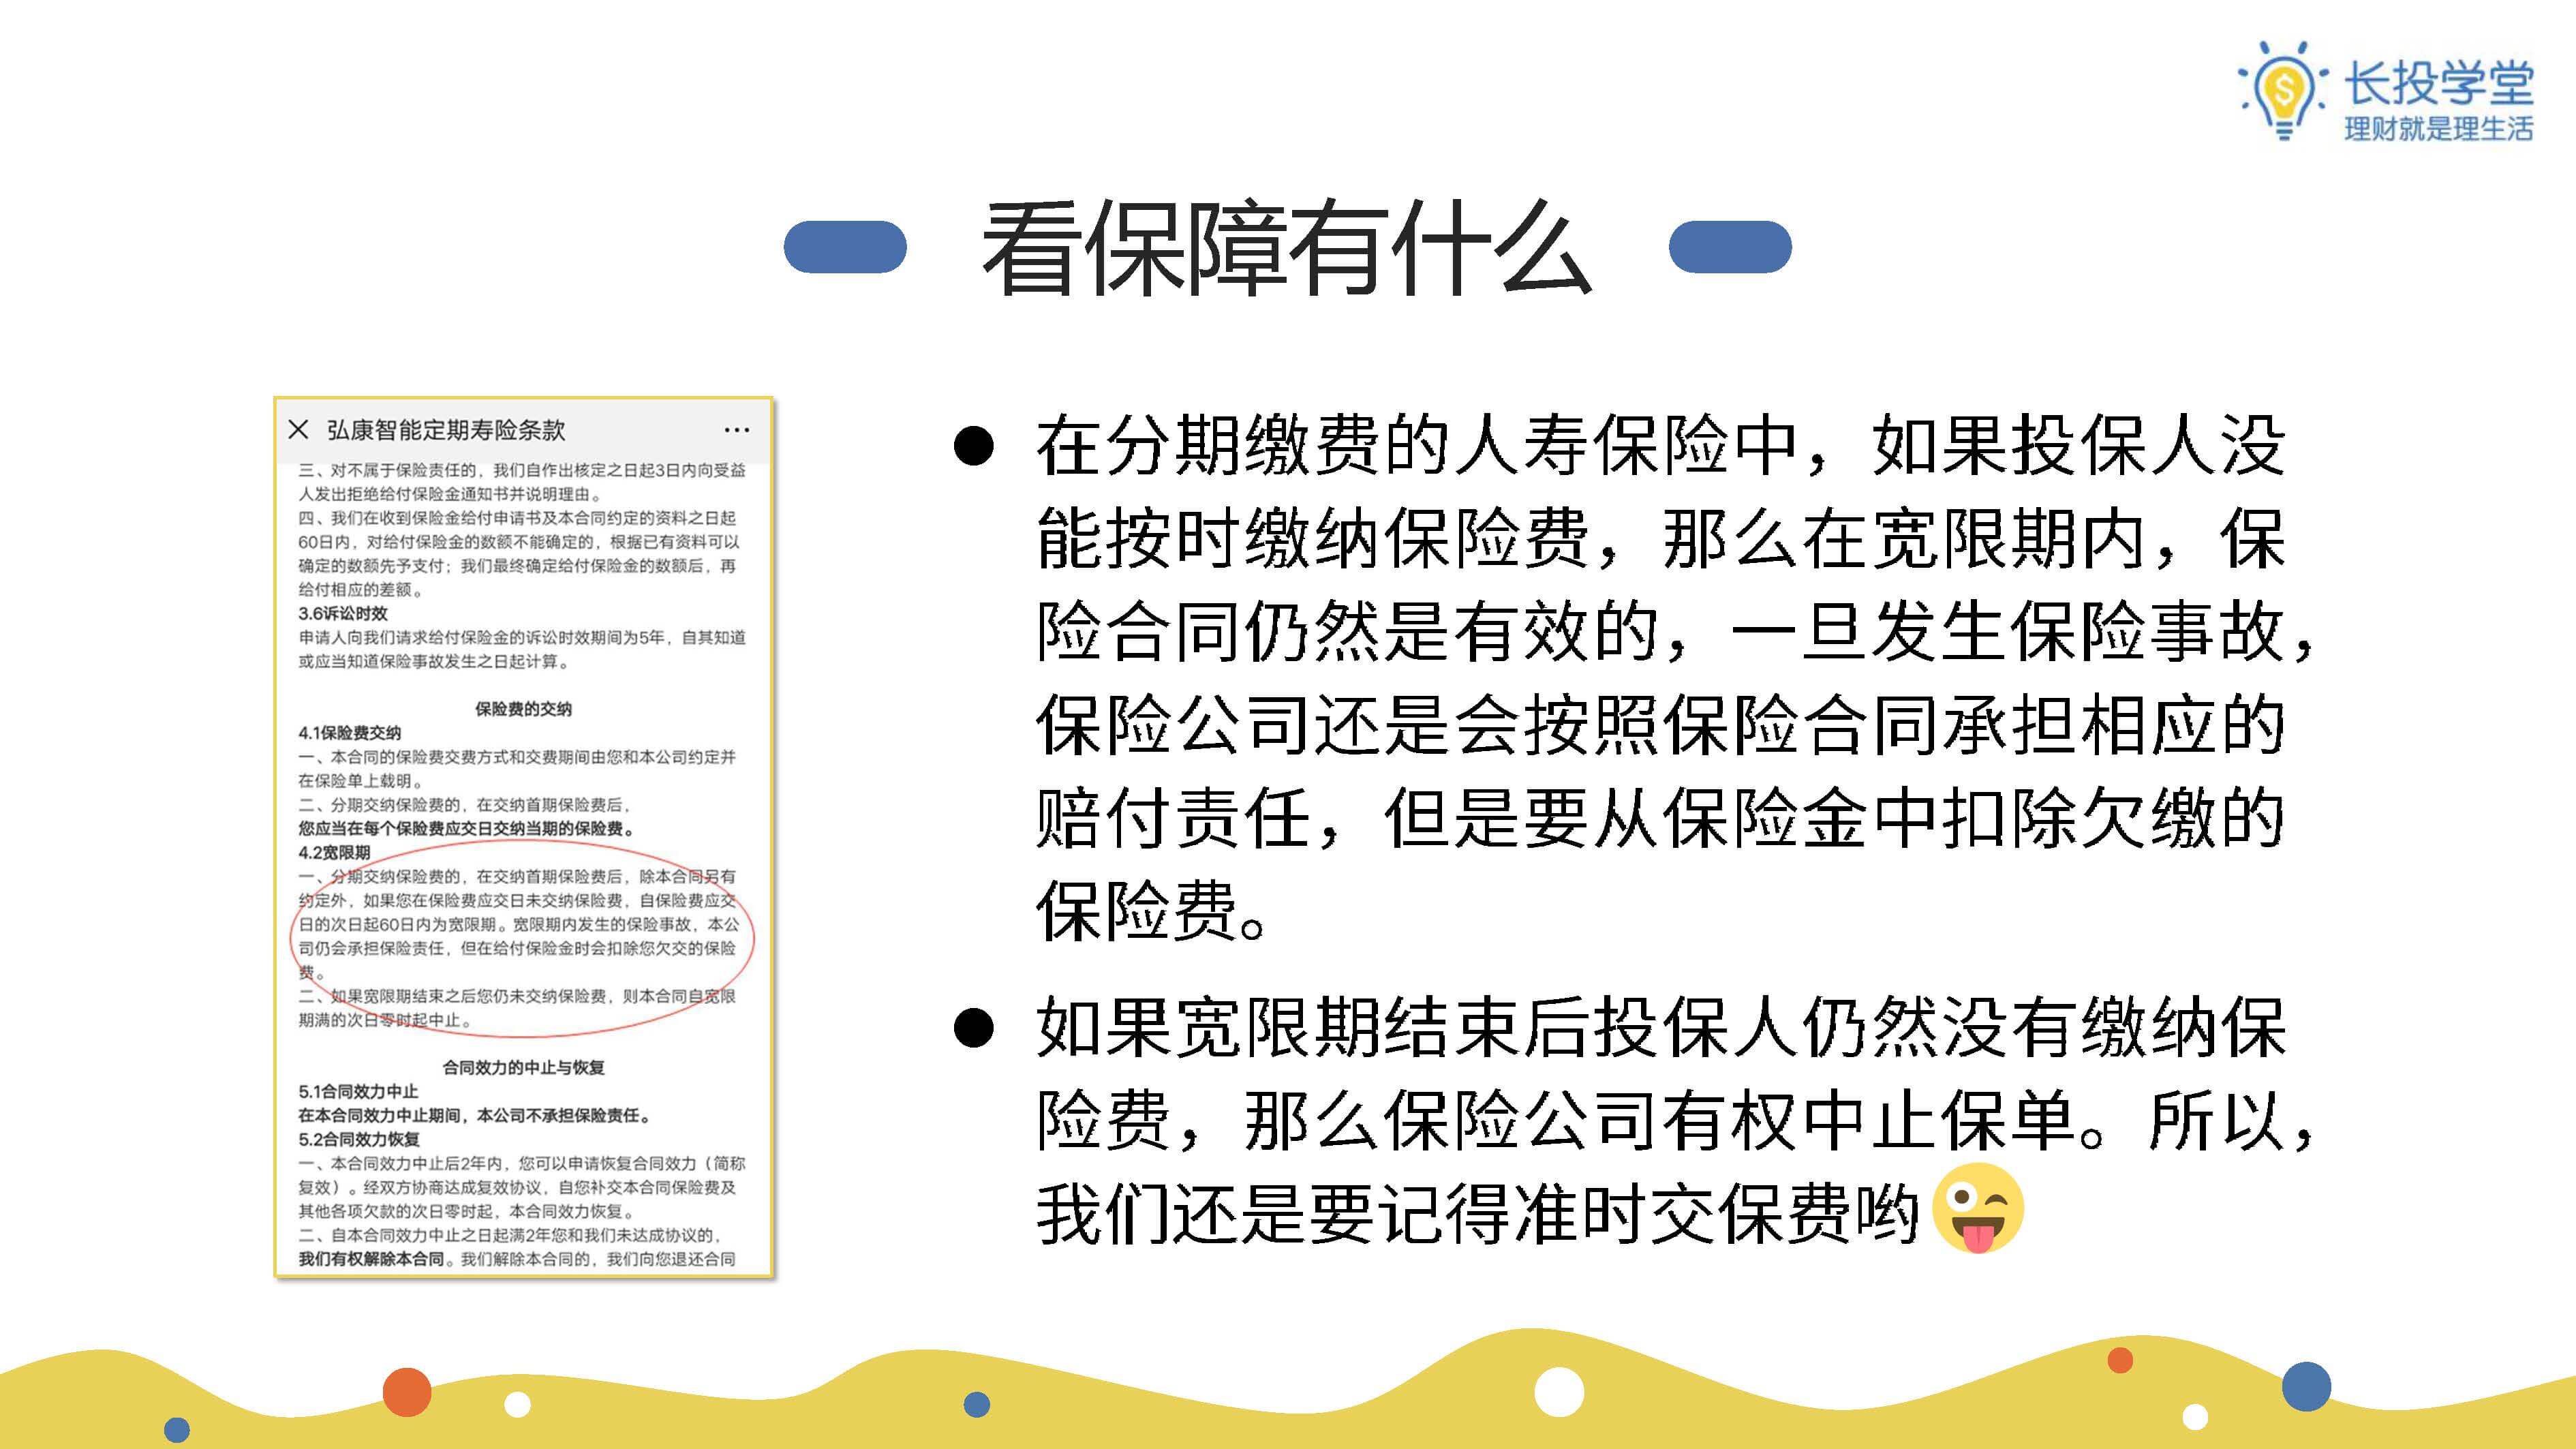 长投学堂
理财就是理生活
看保障有什么
弘康智能定期寿险条款
三、对不属于保险责任的，我们自作出核定之日起3日内向受益
人发出拒绝给付保险金通知书并说明理由。
四、我们在收到保险金给付申请书及本合同约定的资料之日起
60日内，对给付保险金的数额不能确定的，根据已有资料可以
确定的数额先予支付；我们最终确定给付保险金的数额后，再
给付相应的差额。
3.6诉讼时效
申请人向我们请求给付保险金的诉讼时效期间为5年，自其知道
或应当知道保险事故发生之日起计算。
保险费的交纳
4.1保险费交纳
一、本合同的保险费交费方式和交费期间由您和本公司约定并
在保险单上载明。
二、分期交纳保险费的，在交纳首期保险费后，
您应当在每个保险费应交日交纳当期的保险费。
4.2宽限期
一、分期交纳保险费的，在交纳首期保险费后，除本合同另有
约定外，如果您在保险费应交日未交纳保险费，自保险费应交
日的次日起60日内为宽限期。宽限期内发生的保险事故，本公
司仍会承担保险责任，但在给付保险金时会扣除您欠交的保险
费。
二、如果宽限期结束之后您仍未交纳保险费，则本合同自宽限
期满的次日零时起中止。
合同效力的中止与恢复
5.1合同效力中止
在本合同效力中止期间，本公司不承担保险责任。
5.2合同效力恢复
一、本合同效力中止后2年内，您可以申请恢复合同效力（简称
复效）。经双方协商达成复效协议，自您补交本合同保险费及
其他各项欠款的次日零时起，本合同效力恢复。
二、自本合同效力中止之日起满2年您和我们未达成协议的，
我们有权解除本合同。我们解除本合同的，我们向您退还合同
● 在分期缴费的人寿保险中，如果投保人没
能按时缴纳保险费，那么在宽限期内，保
险合同仍然是有效的，一旦发生保险事故，
保险公司还是会按照保险合同承担相应的
赔付责任，但是要从保险金中扣除欠缴的
保险费。
● 如果宽限期结束后投保人仍然没有缴纳保
险费，那么保险公司有权中止保单。所以，
我们还是要记得准时交保费哟😜